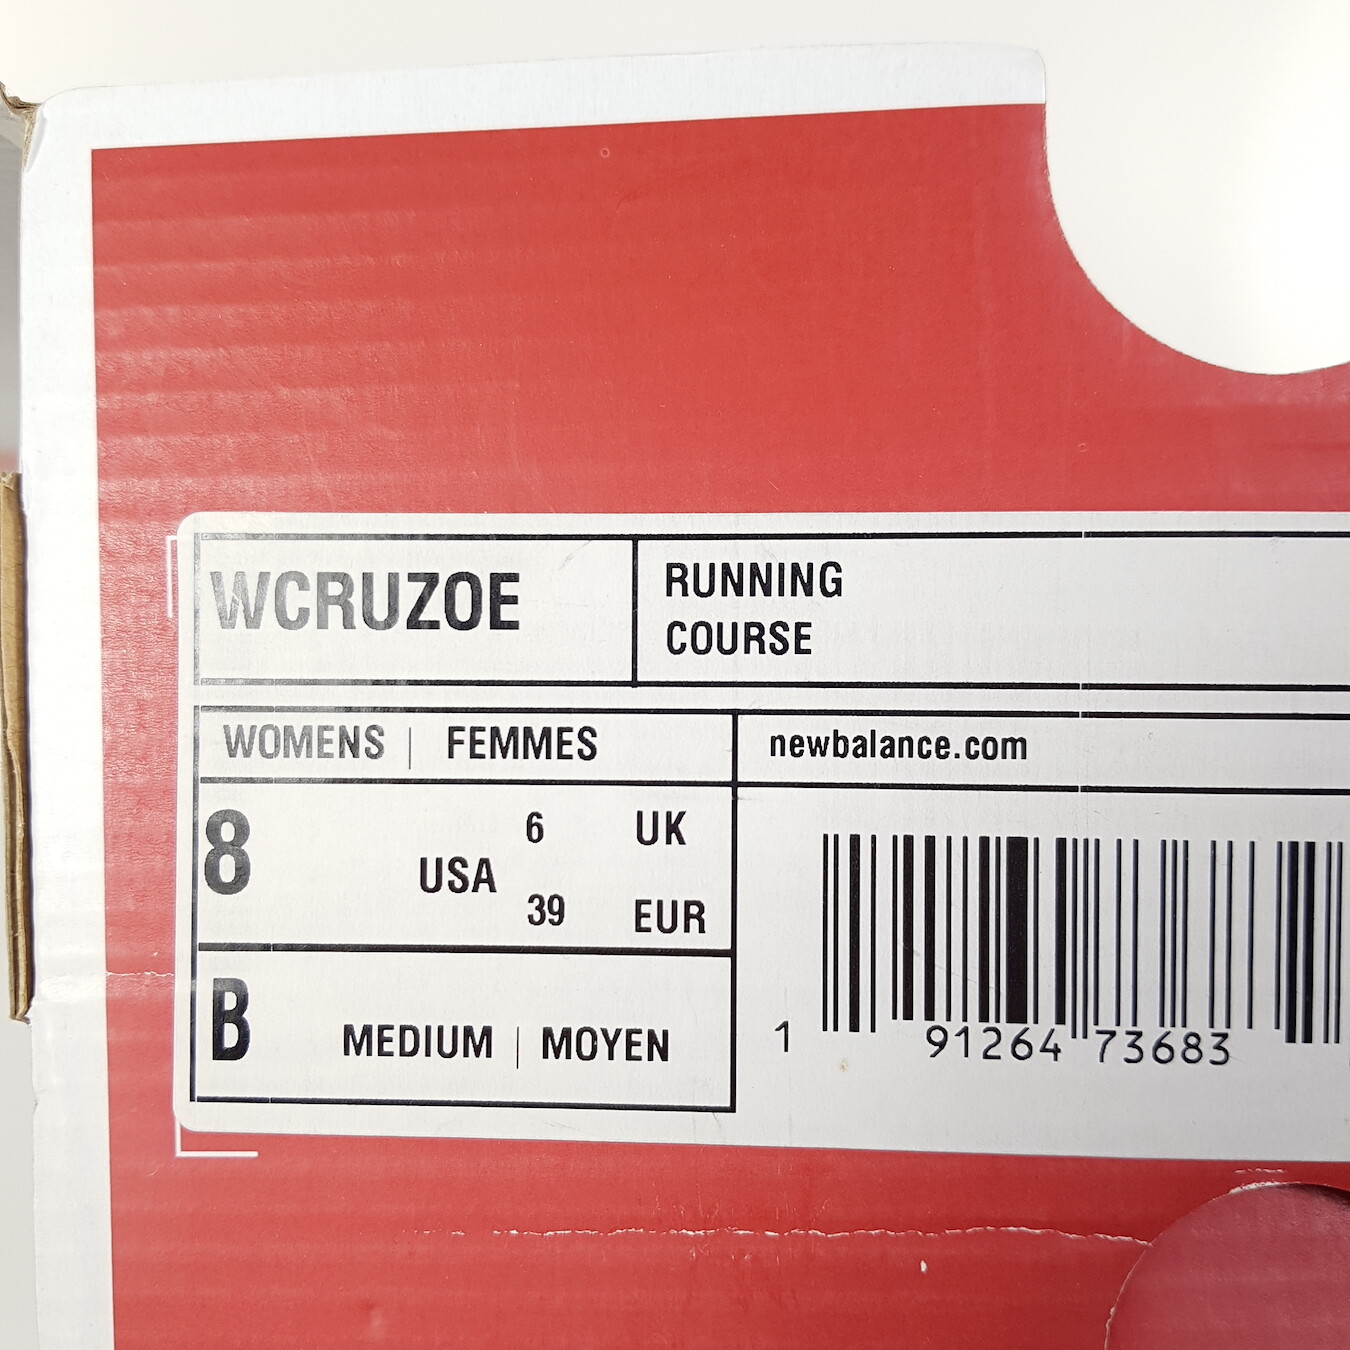 WCRUZOE
RUNNING
COURSE
WOMENS | FEMMES
newbalance.com
8 USA
6 UK
39 EUR
B MEDIUM | MOYEN
1 91264 73683